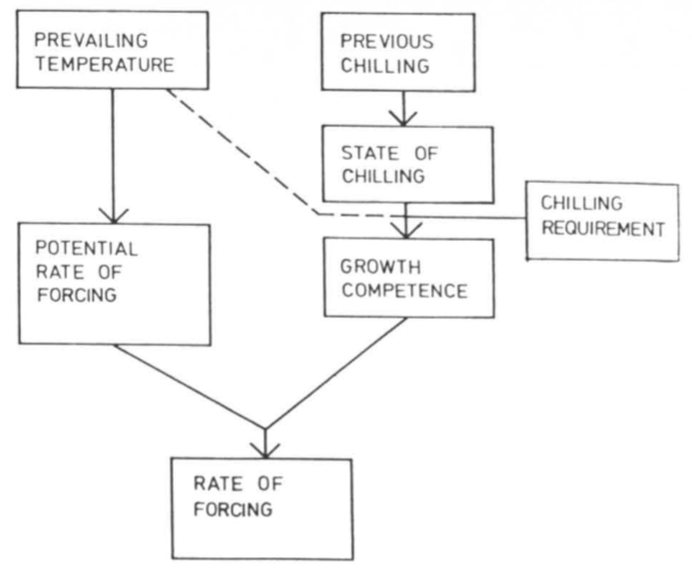 PREVAILING
TEMPERATURE
PREVIOUS
CHILLING
STATE OF
CHILLING
CHILLING
REQUIREMENT
POTENTIAL
RATE OF
FORCING
GROWTH
COMPETENCE
RATE OF
FORCING